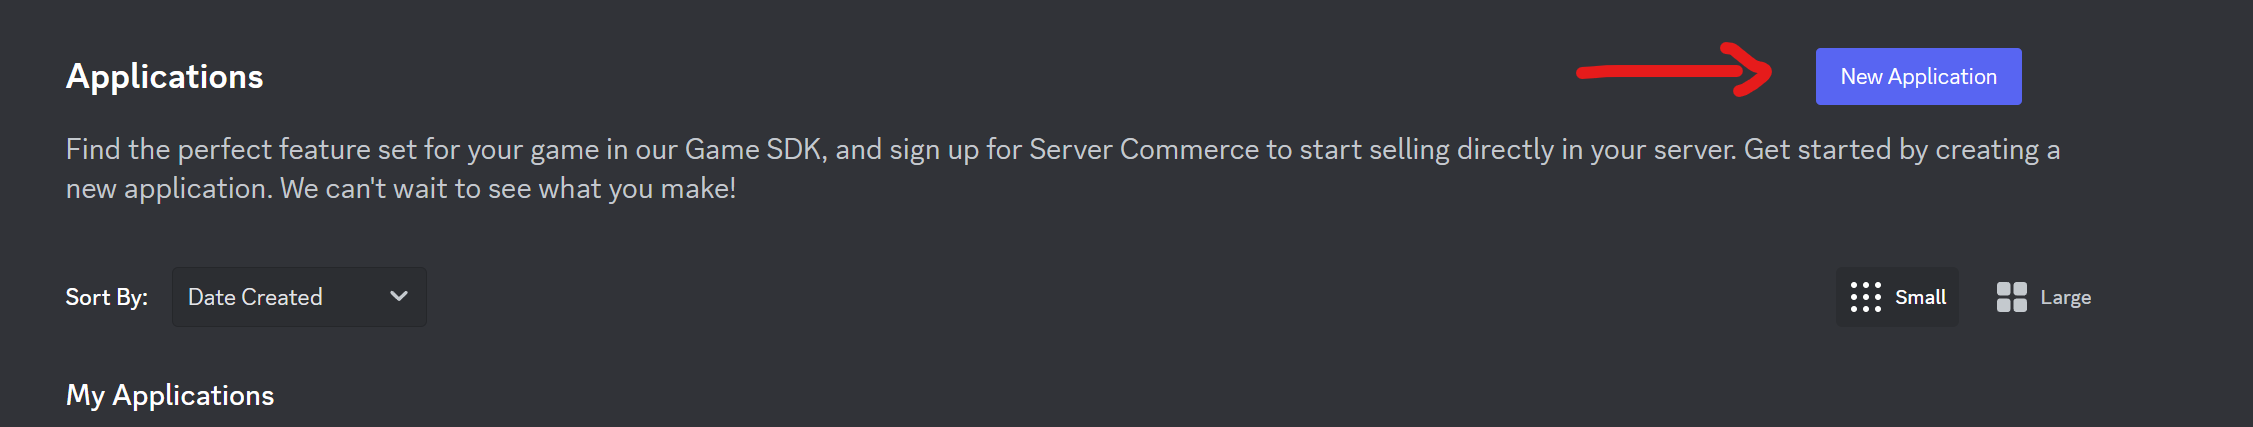 Applications
New Application
Find the perfect feature set for your game in our Game SDK, and sign up for Server Commerce to start selling directly in your server. Get started by creating a
new application. We can't wait to see what you make!
Sort By:
Date Created
Small
Large
My Applications